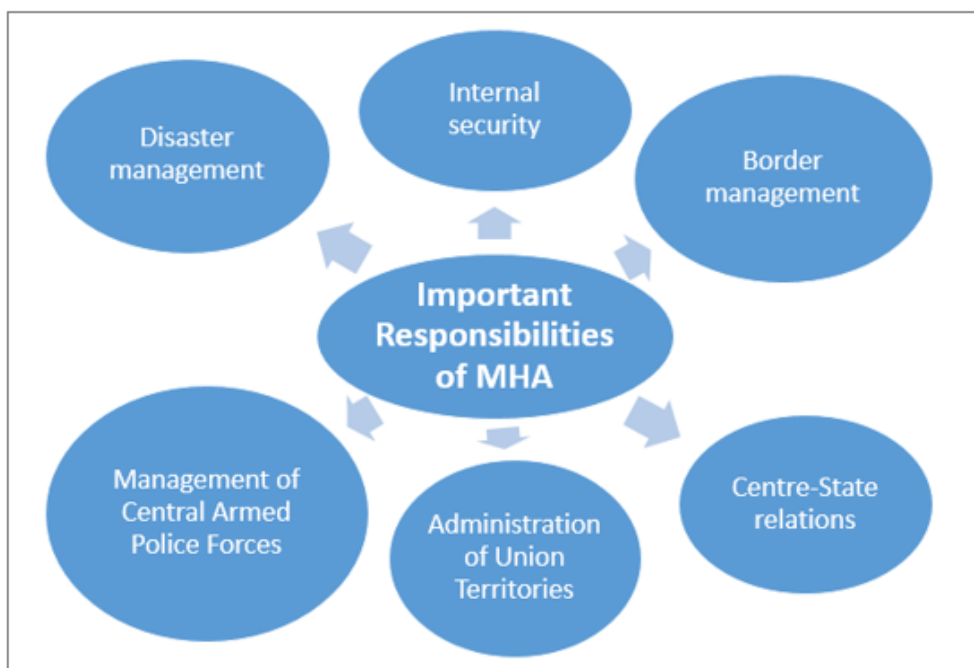 Internal
security
Disaster
management
Border
management
Important
Responsibilities
of MHA
Management of
Central Armed
Police Forces
Administration
of Union
Territories
Centre-State
relations